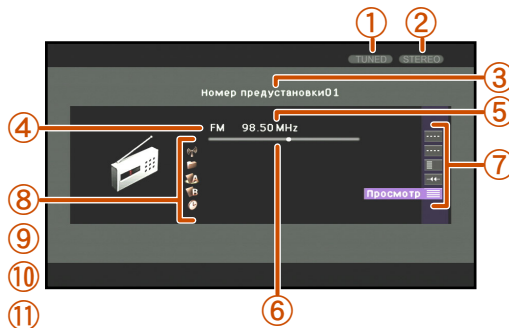 ① ②
TUNED STEREO
③
Номер предустановки01
⑤
④ FM 98.50 MHz
⑦
A
⑧ B
Просмотр
⑨
⑩ ⑥
⑪